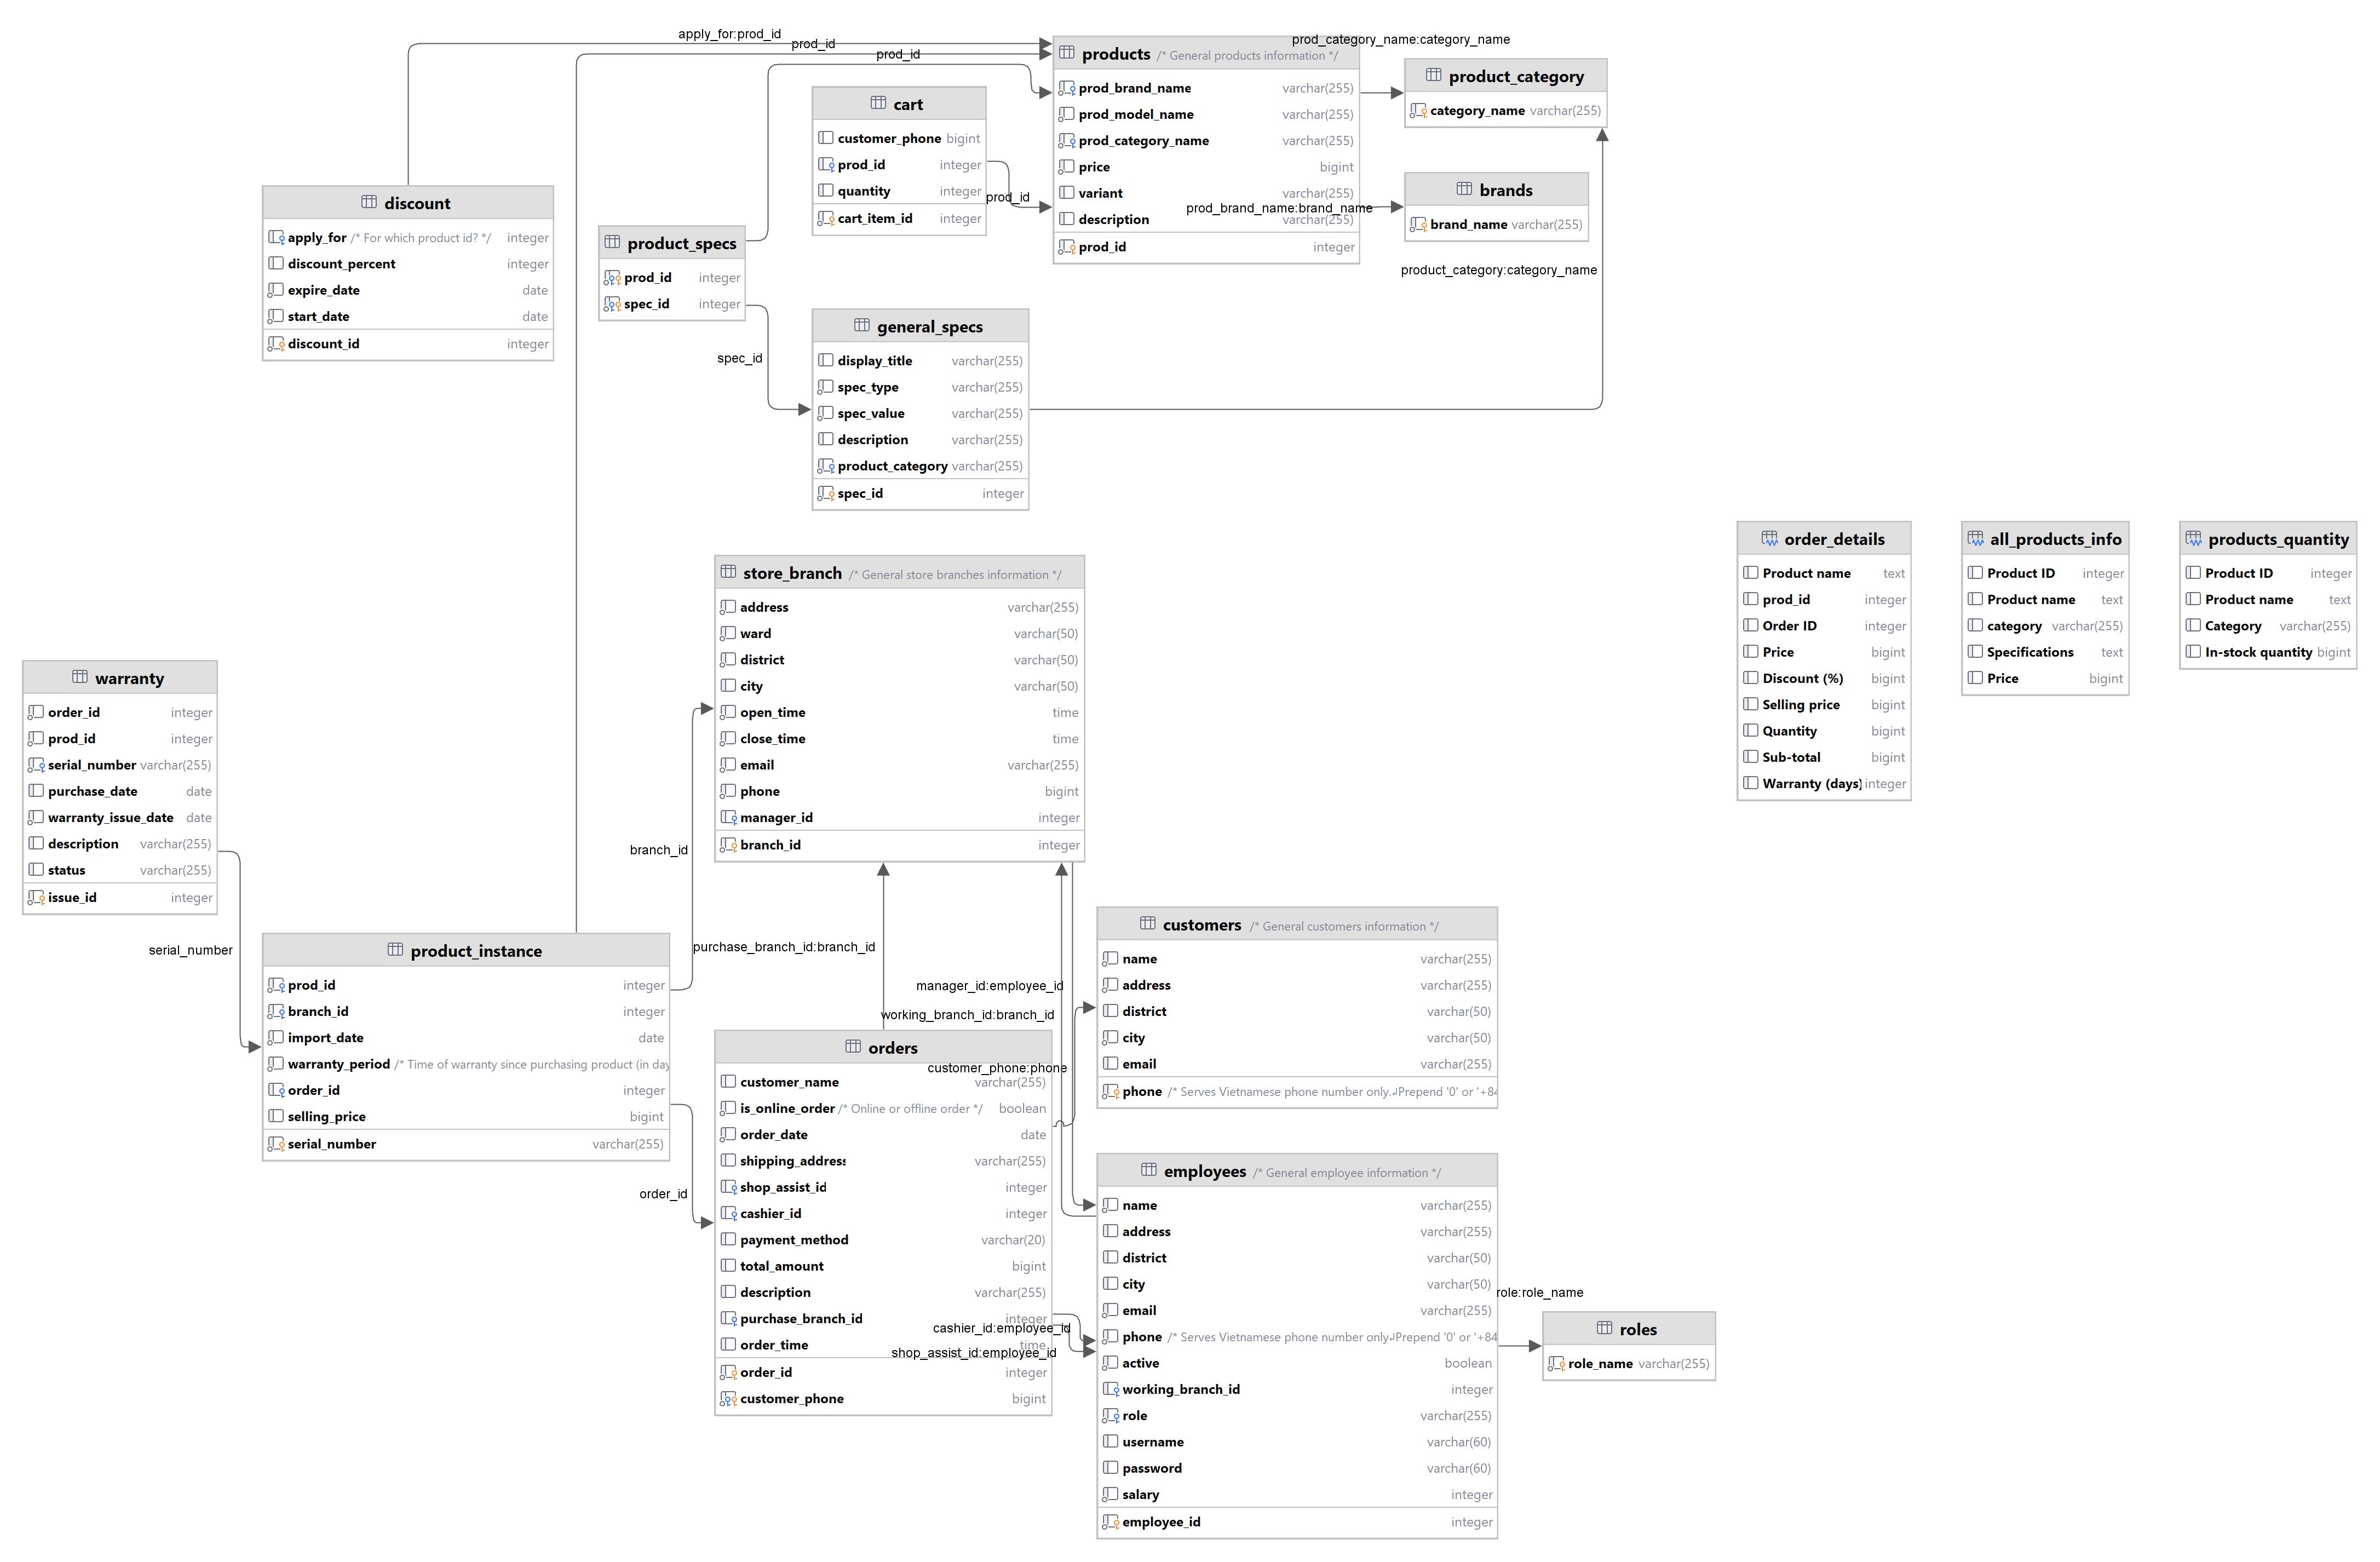 apply_for:prod_id
prod_id
prod_id
prod_category_name:category_name
products /* General products information */
prod_brand_name varchar(255)
prod_model_name varchar(255)
prod_category_name varchar(255)
price bigint
variant varchar(255)
description varchar(255)
prod_id integer
prod_brand_name:brand_name
product_category
category_name varchar(255)
brands
brand_name varchar(255)
product_category:category_name
cart
customer_phone bigint
prod_id integer
quantity integer
cart_item_id integer
prod_id
discount
apply_for /* For which product id? */ integer
discount_percent integer
expire_date date
start_date date
discount_id integer
product_specs
prod_id integer
spec_id integer
spec_id
general_specs
display_title varchar(255)
spec_type varchar(255)
spec_value varchar(255)
description varchar(255)
product_category varchar(255)
spec_id integer
order_details
Product name text
prod_id integer
Order ID integer
Price bigint
Discount (%) bigint
Selling price bigint
Quantity bigint
Sub-total bigint
Warranty (days) integer
all_products_info
Product ID integer
Product name text
category varchar(255)
Specifications text
Price bigint
products_quantity
Product ID integer
Product name text
Category varchar(255)
In-stock quantity bigint
store_branch /* General store branches information */
address varchar(255)
ward varchar(50)
district varchar(50)
city varchar(50)
open_time time
close_time time
email varchar(255)
phone bigint
manager_id integer
branch_id integer
warranty
order_id integer
prod_id integer
serial_number varchar(255)
purchase_date date
warranty_issue_date date
description varchar(255)
status varchar(255)
issue_id integer
serial_number
branch_id
purchase_branch_id:branch_id
manager_id:employee_id
working_branch_id:branch_id
product_instance
prod_id integer
branch_id integer
import_date date
warranty_period /* Time of warranty since purchasing product (in day
order_id integer
selling_price bigint
serial_number varchar(255)
order_id
customers /* General customers information */
name varchar(255)
address varchar(255)
district varchar(50)
city varchar(50)
email varchar(255)
phone /* Serves Vietnamese phone number only.↲Prepend '0' or '+84
orders
customer_phone:phone
customer_name varchar(255)
is_online_order /* Online or offline order */ boolean
order_date date
shipping_address varchar(255)
shop_assist_id integer
cashier_id integer
payment_method varchar(20)
total_amount bigint
description varchar(255)
purchase_branch_id integer
cashier_id:employee_id
order_time time
shop_assist_id:employee_id
order_id integer
customer_phone bigint
employees /* General employee information */
name varchar(255)
address varchar(255)
district varchar(50)
city varchar(50)
email varchar(255)
phone /* Serves Vietnamese phone number only↲Prepend '0' or '+84
active boolean
working_branch_id integer
role varchar(255)
username varchar(60)
password varchar(60)
salary integer
employee_id integer
role:role_name
roles
role_name varchar(255)